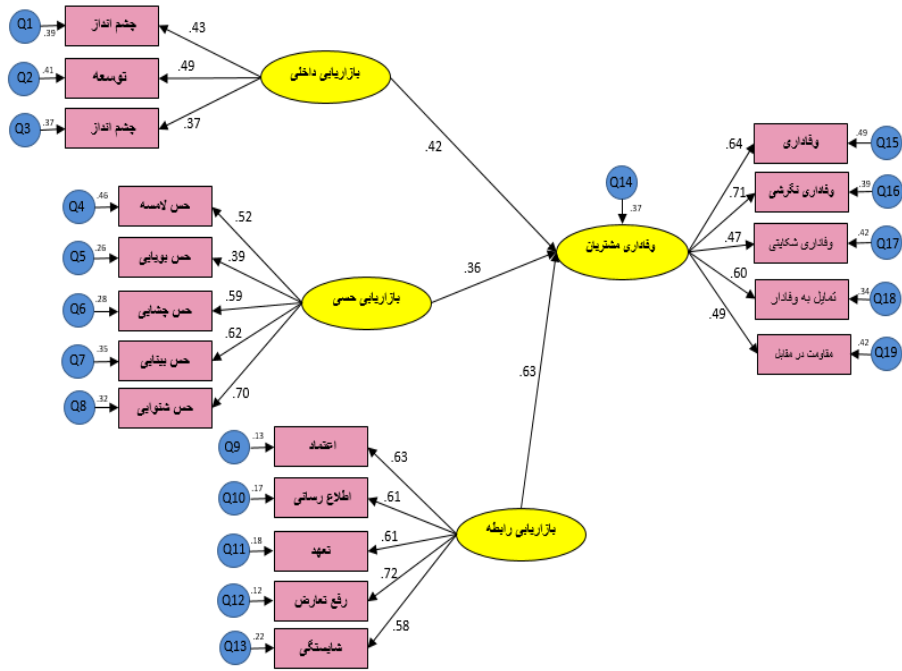 Q1
.39
چشم انداز
.43
Q2
.41
توسعه
.49
Q3
.37
چشم انداز
.37
بازاریابی داخلی
.42
Q4
.46
حس لامسه
.52
Q5
.26
حس بویایی
.39
Q6
.28
حس چشایی
.59
Q7
.35
حس بینایی
.62
Q8
.32
حس شنوایی
.70
بازاریابی حسی
.36
Q9
.13
اعتماد
.63
Q10
.17
اطلاع رسانی
.61
Q11
.18
تعهد
.61
Q12
.12
رفع تعارض
.72
Q13
.22
شایستگی
.58
بازاریابی رابطه
.63
Q14
.37
وفاداری مشتریان
.64
وفاداری
.49
Q15
.71
وفاداری نگرشی
.39
Q16
.47
وفاداری شکایتی
.42
Q17
.60
تمایل به وفادار
.34
Q18
.49
مقاومت در مقابل
.42
Q19